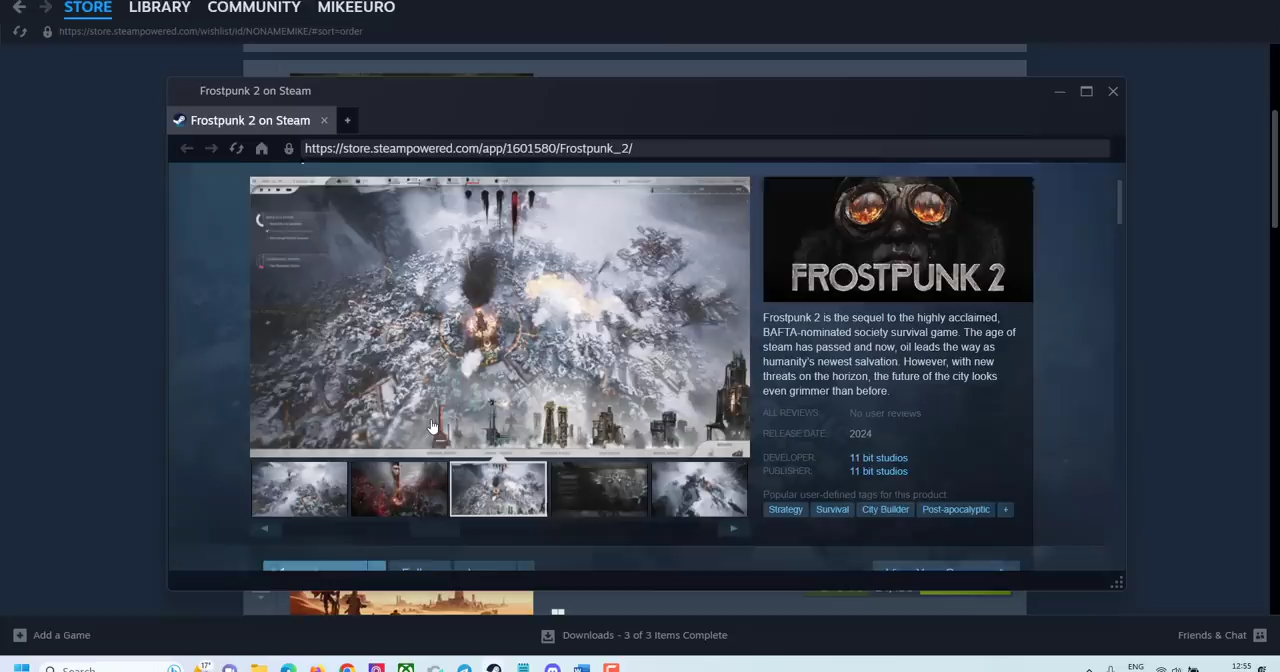 STORE LIBRARY COMMUNITY MIKEEURO
https://store.steampowered.com/wishlist/id/NONAMEMIKE/#sort=order
Frostpunk 2 on Steam
Frostpunk 2 on Steam
https://store.steampowered.com/app/1601580/Frostpunk_2/
FROSTPUNK 2
Frostpunk 2 is the sequel to the highly acclaimed,
BAFTA-nominated society survival game. The age of
steam has passed and now, oil leads the way as
humanity's newest salvation. However, with new
threats on the horizon, the future of the city looks
even grimmer than before.
ALL REVIEWS: No user reviews
RELEASE DATE: 2024
DEVELOPER: 11 bit studios
PUBLISHER: 11 bit studios
Popular user-defined tags for this product:
Strategy Survival City Builder Post-apocalyptic +
Add a Game
Downloads - 3 of 3 Items Complete
Friends & Chat
Search
17°
ENG
12:55